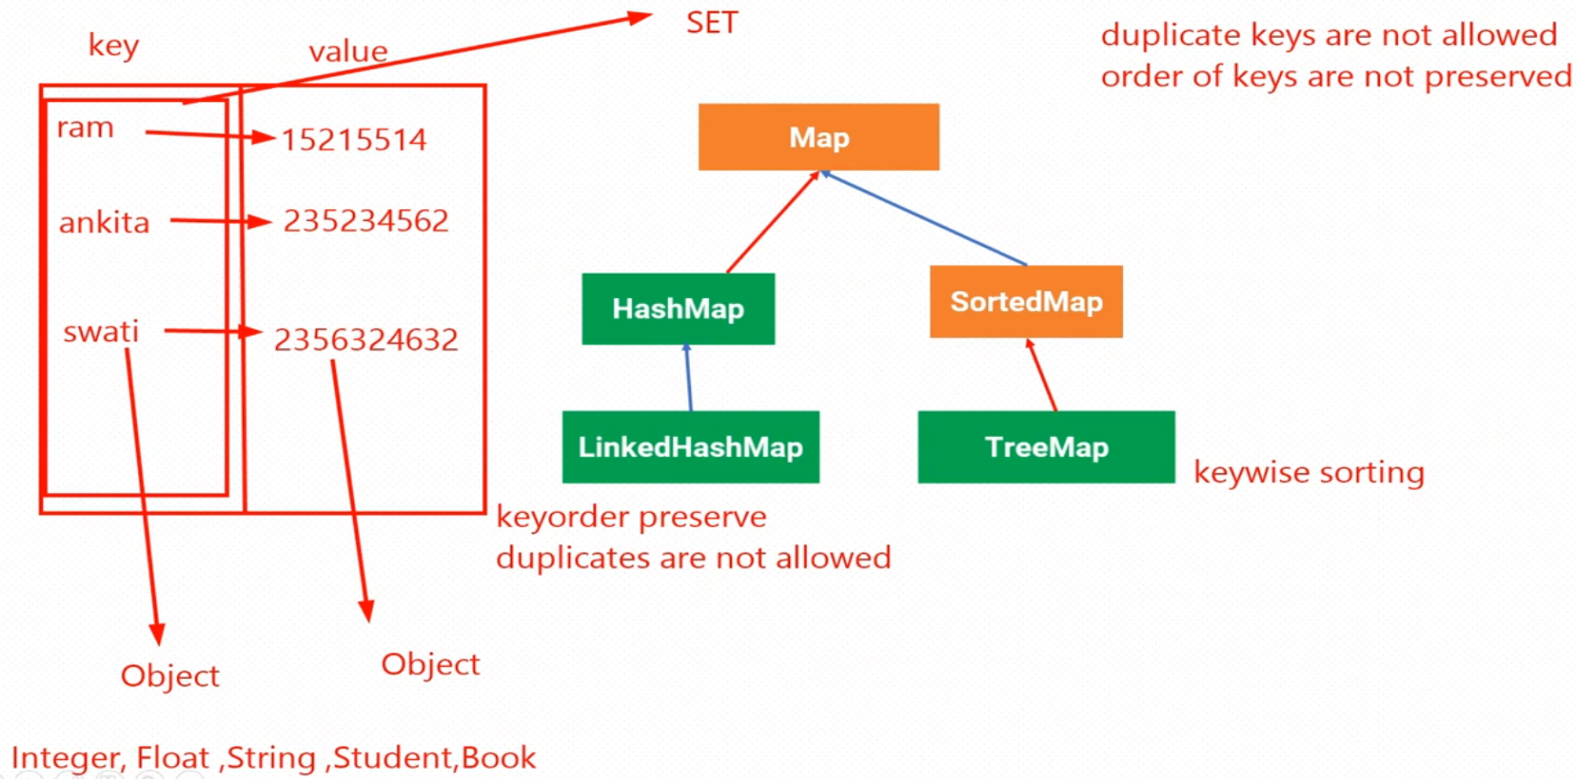 SET
key
value
duplicate keys are not allowed
order of keys are not preserved
ram
15215514
ankita
235234562
swati
2356324632
Map
HashMap
SortedMap
LinkedHashMap
TreeMap
keywise sorting
keyorder preserve
duplicates are not allowed
Object
Object
Integer, Float ,String ,Student,Book